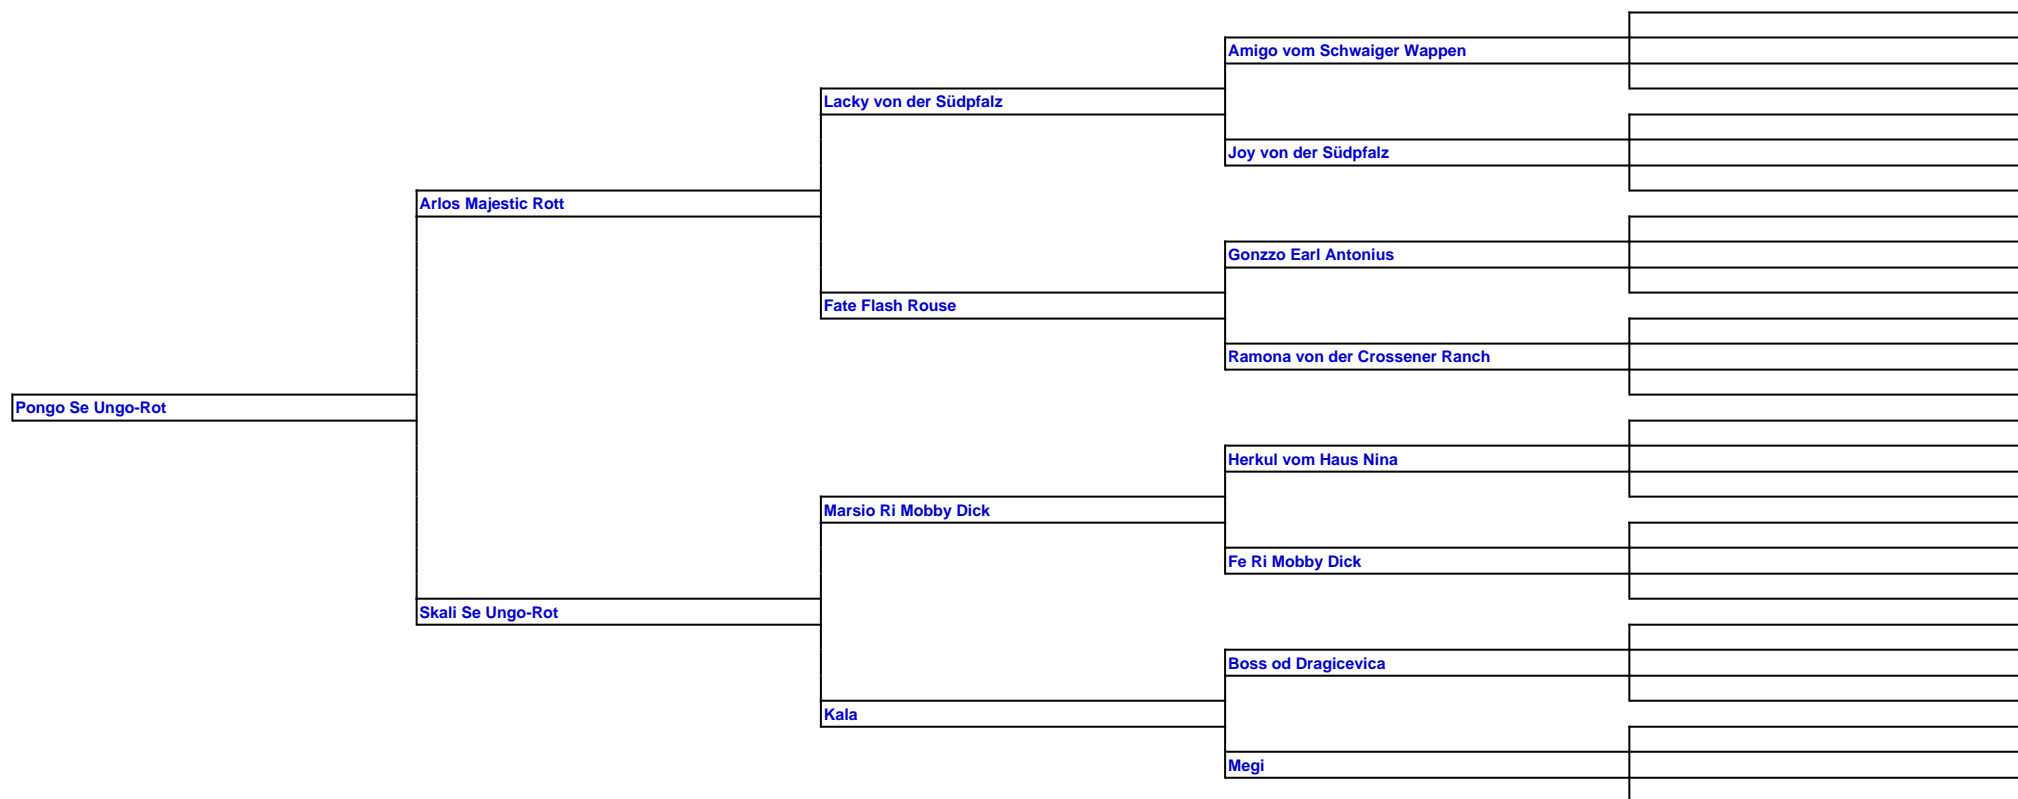 Amigo vom Schwaiger Wappen
Lacky von der Südpfalz
Joy von der Südpfalz
Arlos Majestic Rott
Gonzzo Earl Antonius
Fate Flash Rouse
Ramona von der Crossener Ranch
Pongo Se Ungo-Rot
Herkul vom Haus Nina
Marsio Ri Mobby Dick
Fe Ri Mobby Dick
Skali Se Ungo-Rot
Boss od Dragicevica
Kala
Megi